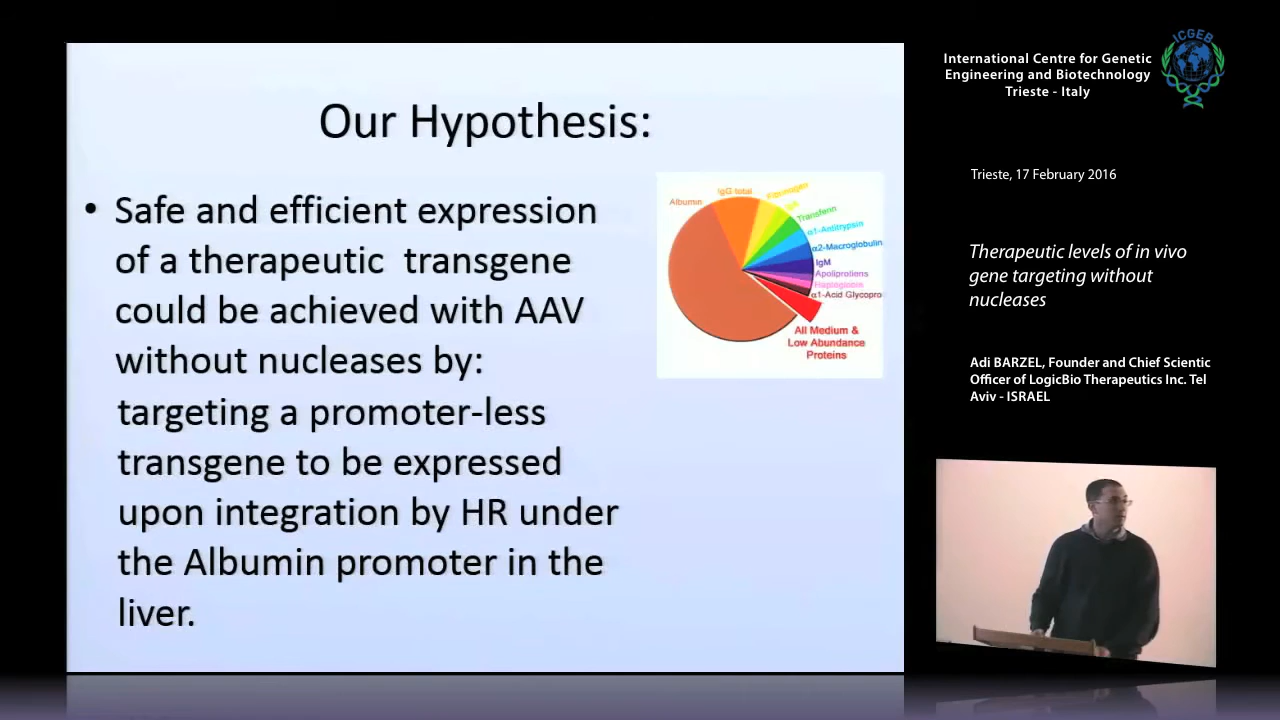 Our Hypothesis:
• Safe and efficient expression
of a therapeutic transgene
could be achieved with AAV
without nucleases by:
targeting a promoter-less
transgene to be expressed
upon integration by HR under
the Albumin promoter in the
liver.
Albumin
IgG total
Fibrinogen
Transferrin
α1-Antitrypsin
α2-Macroglobulin
IgM
Apoliprotiens
Haptoglobin
α1-Acid Glycopro
All Medium &
Low Abundance
Proteins
ICGEB
International Centre for Genetic
Engineering and Biotechnology
Trieste - Italy
Trieste, 17 February 2016
Therapeutic levels of in vivo
gene targeting without
nucleases
Adi BARZEL, Founder and Chief Scientic
Officer of LogicBio Therapeutics Inc. Tel
Aviv - ISRAEL